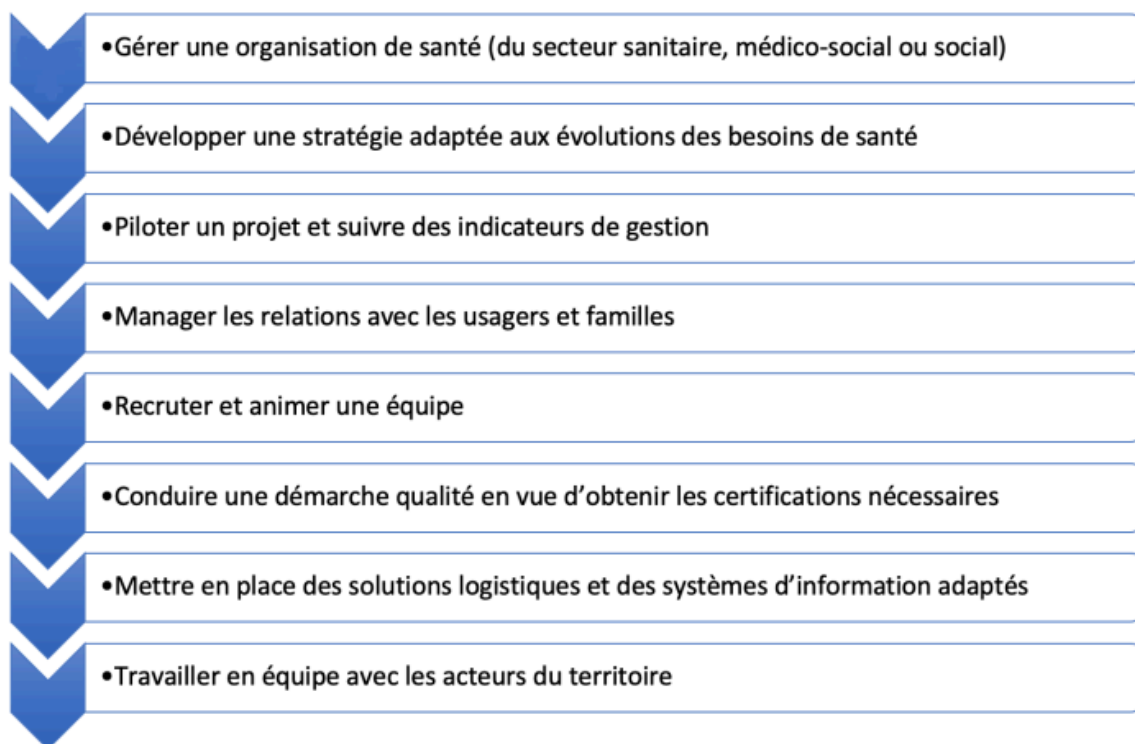 •Gérer une organisation de santé (du secteur sanitaire, médico-social ou social)
•Développer une stratégie adaptée aux évolutions des besoins de santé
•Piloter un projet et suivre des indicateurs de gestion
•Manager les relations avec les usagers et familles
•Recruter et animer une équipe
•Conduire une démarche qualité en vue d’obtenir les certifications nécessaires
•Mettre en place des solutions logistiques et des systèmes d’information adaptés
•Travailler en équipe avec les acteurs du territoire